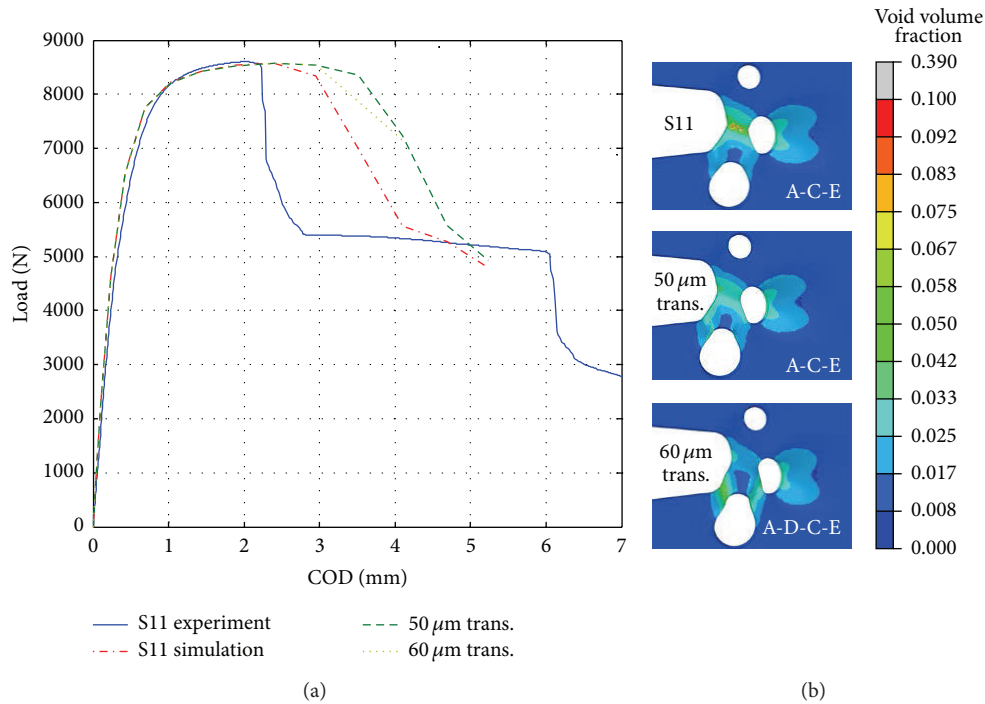 9000
8000
7000
6000
5000
4000
3000
2000
1000
0
Load (N)
0 1 2 3 4 5 6 7
COD (mm)
S11 experiment
S11 simulation
50 μm trans.
60 μm trans.
(a)
S11
A-C-E
50 μm
trans.
A-C-E
60 μm
trans.
A-D-C-E
(b)
Void volume
fraction
0.390
0.100
0.092
0.083
0.075
0.067
0.058
0.050
0.042
0.033
0.025
0.017
0.008
0.000